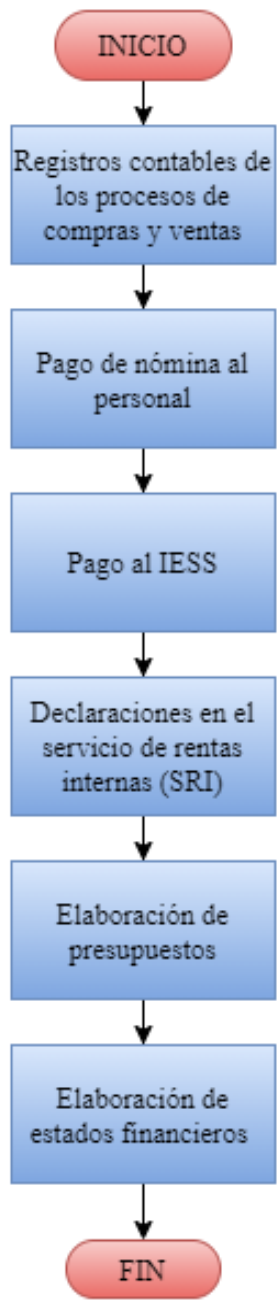 INICIO
Registros contables de
los procesos de
compras y ventas
Pago de nómina al
personal
Pago al IESS
Declaraciones en el
servicio de rentas
internas (SRI)
Elaboración de
presupuestos
Elaboración de
estados fínancieros
FIN